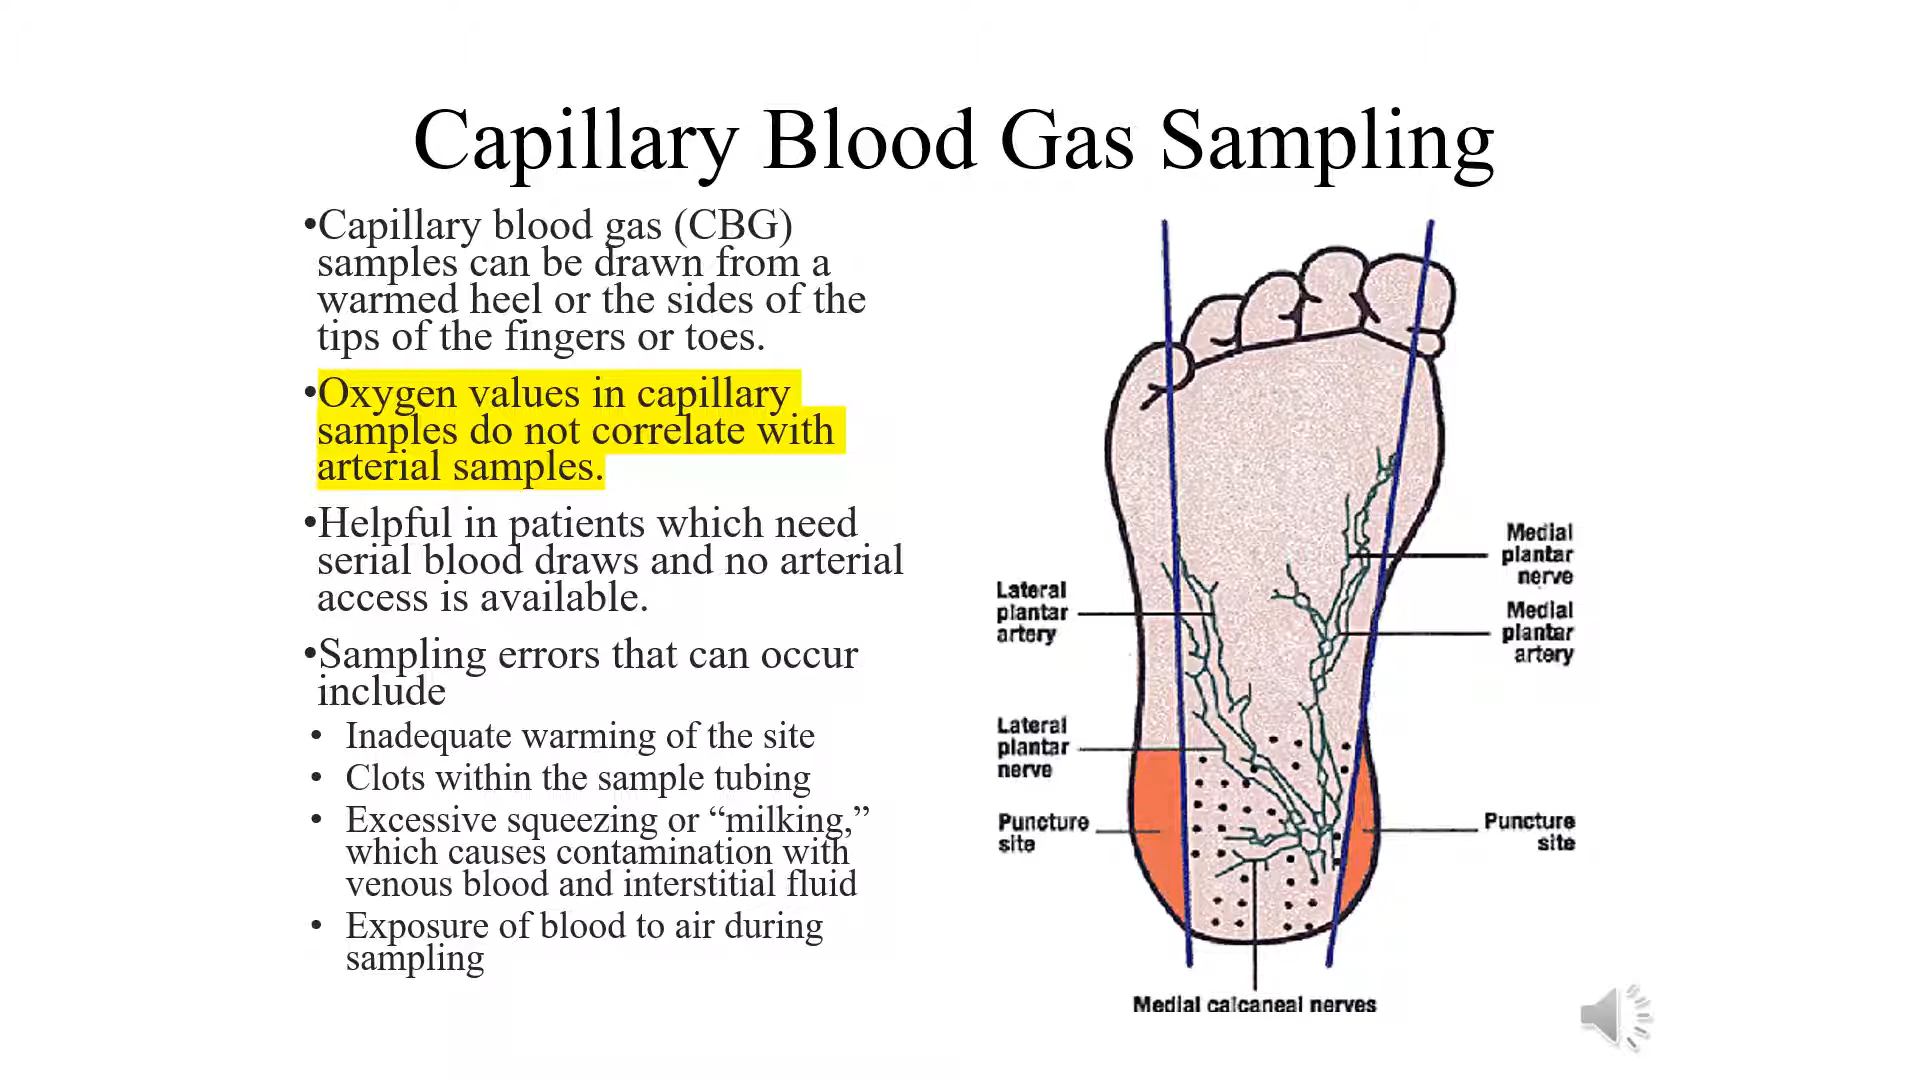 Capillary Blood Gas Sampling
•Capillary blood gas (CBG)
samples can be drawn from a
warmed heel or the sides of the
tips of the fingers or toes.
•Oxygen values in capillary
samples do not correlate with
arterial samples.
•Helpful in patients which need
serial blood draws and no arterial
access is available.
•Sampling errors that can occur
include
• Inadequate warming of the site
• Clots within the sample tubing
• Excessive squeezing or “milking,”
which causes contamination with
venous blood and interstitial fluid
• Exposure of blood to air during
sampling
Lateral
plantar
artery
Lateral
plantar
nerve
Puncture
site
Medial
plantar
nerve
Medial
plantar
artery
Puncture
site
Medial calcaneal nerves